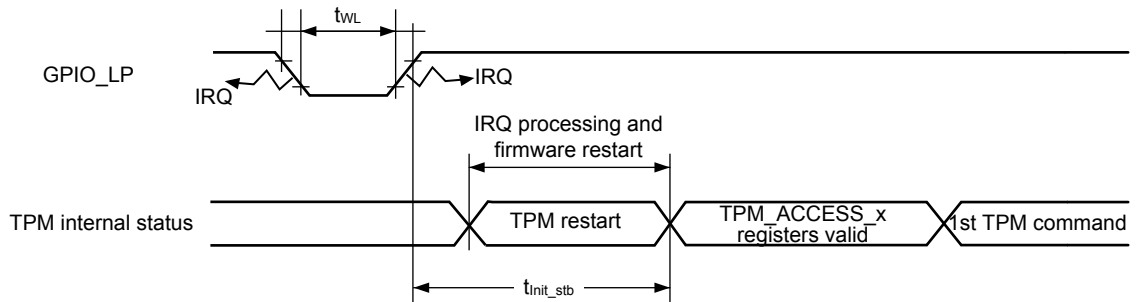 tWL
GPIO_LP
IRQ
IRQ
IRQ processing and
firmware restart
TPM internal status
TPM restart
TPM_ACCESS_x
registers valid
1st TPM command
tInit_stb